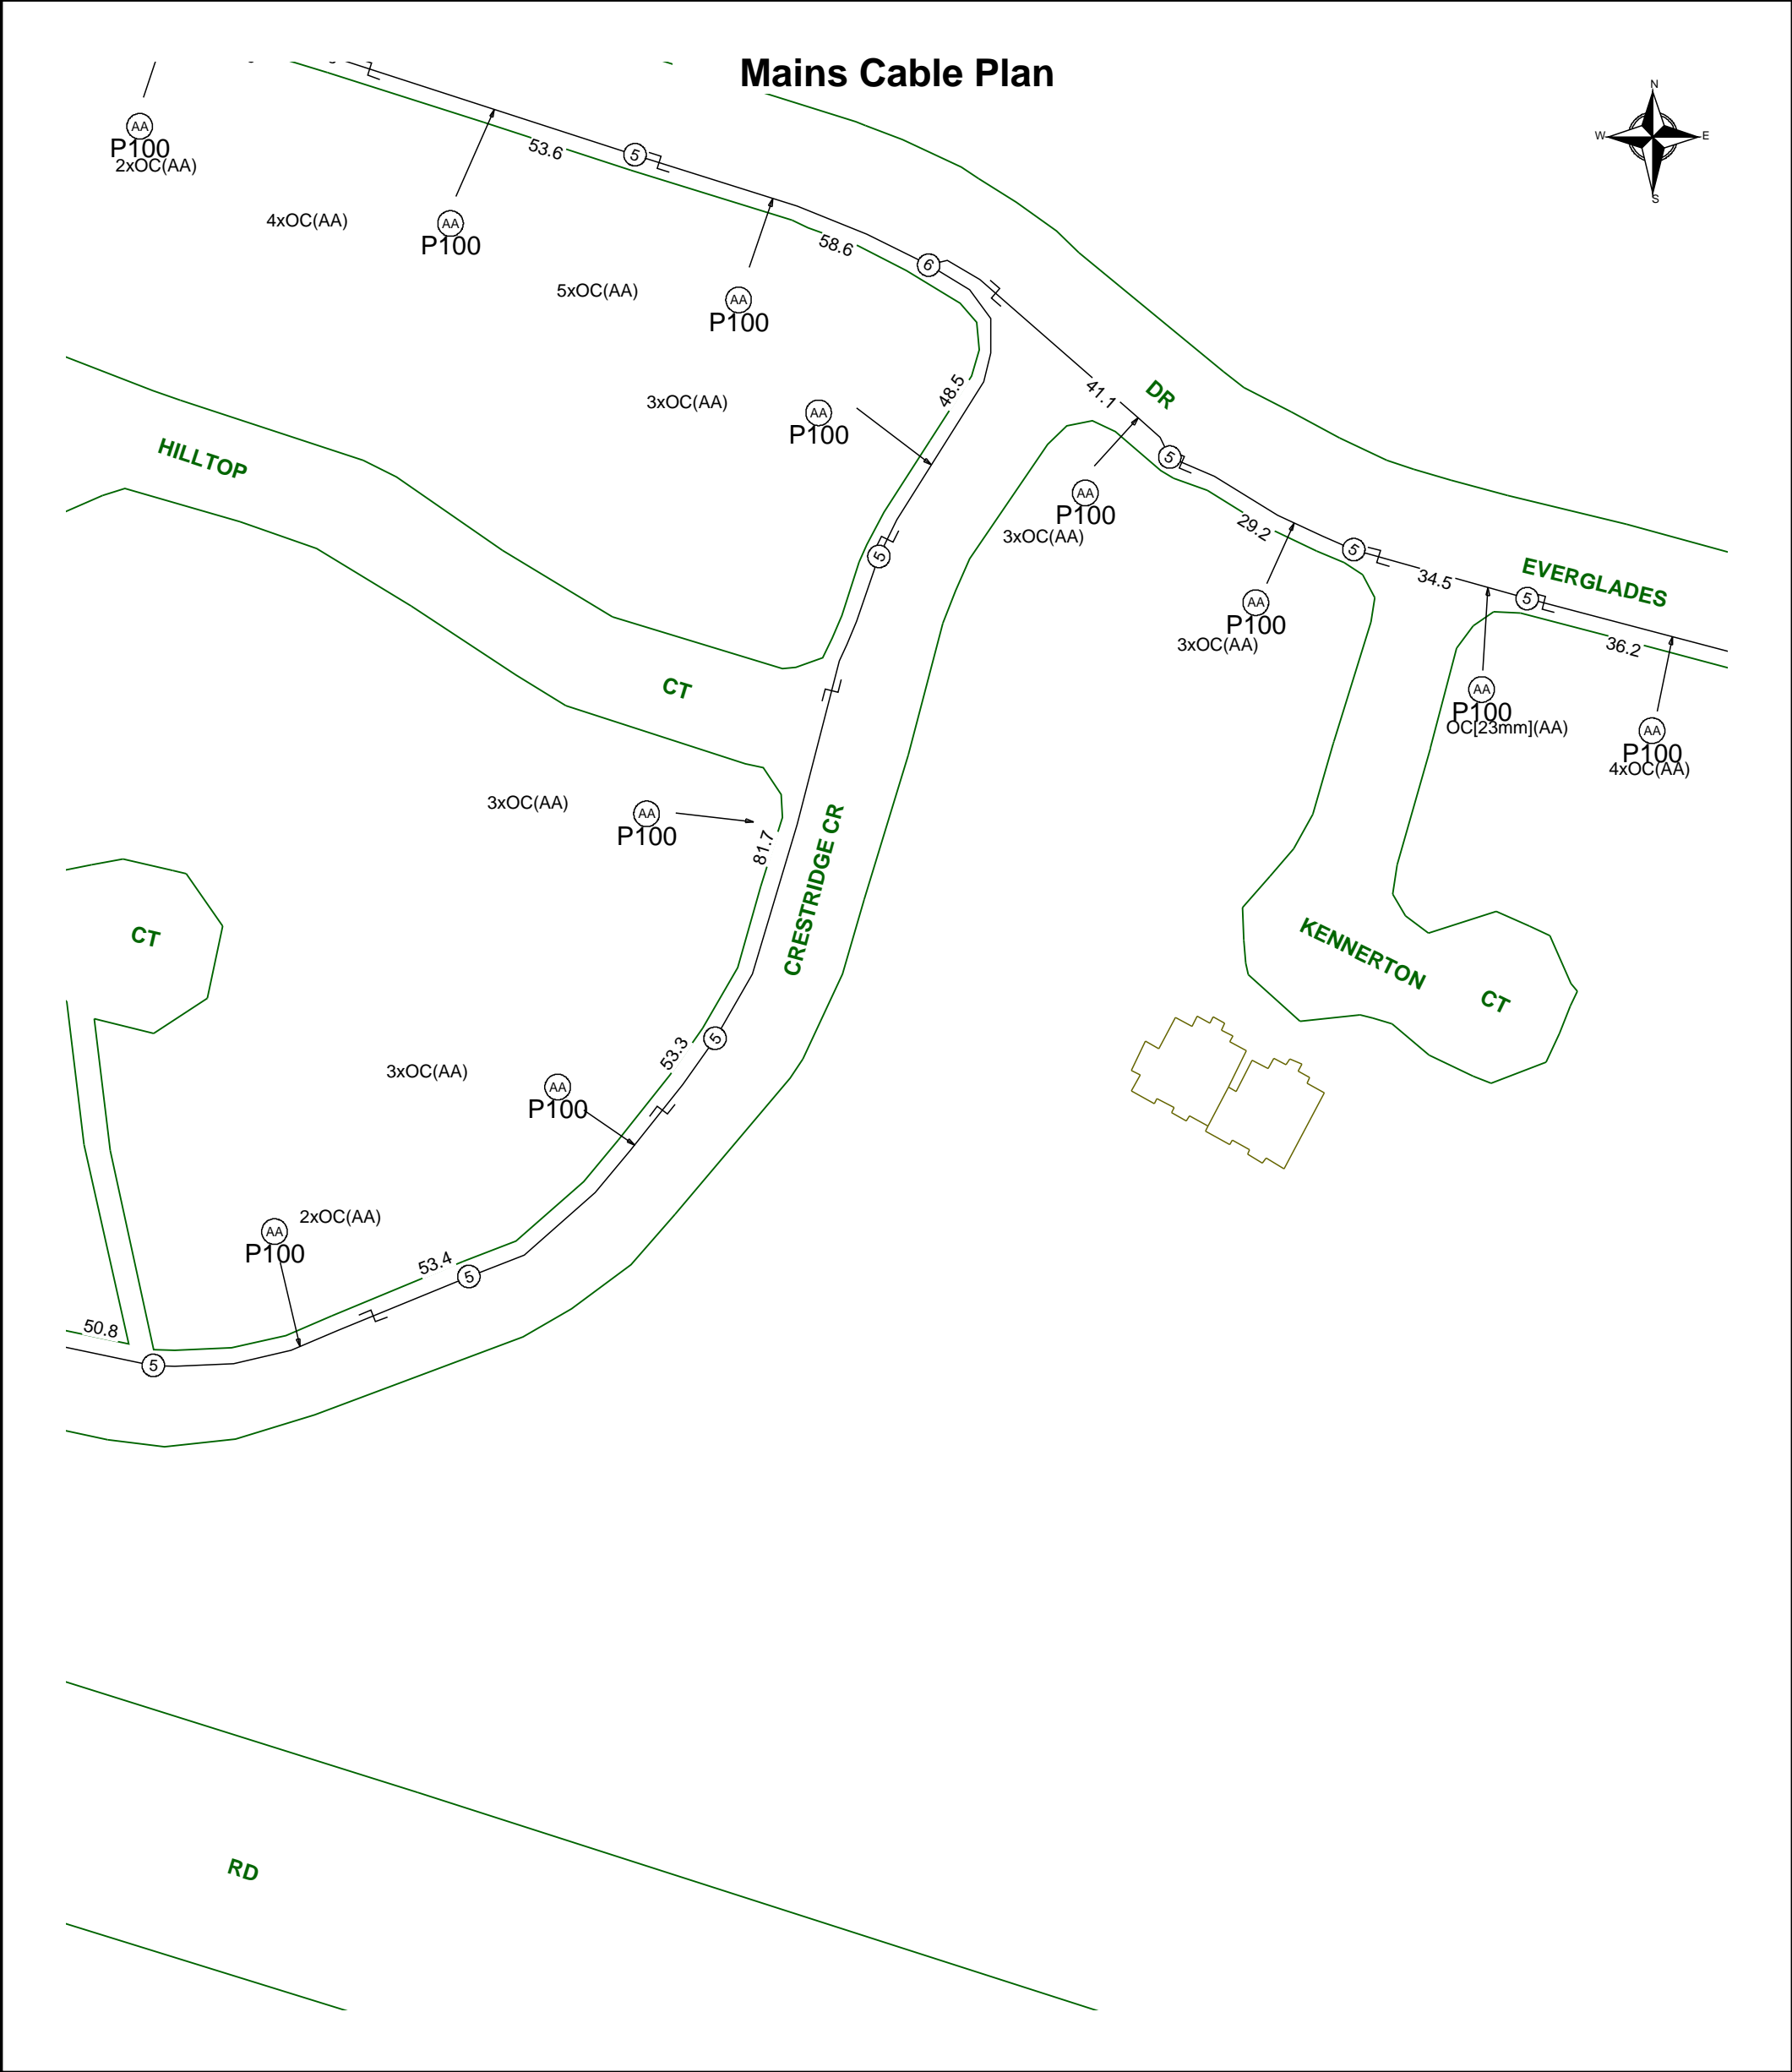 Mains Cable Plan
N
W
E
S
AA
P100
2xOC(AA)
53.6
5
4xOC(AA)
AA
P100
58.6
6
5xOC(AA)
AA
P100
48.5
41.1
DR
3xOC(AA)
AA
P100
HILLTOP
5
AA
P100
3xOC(AA)
29.2
5
5
34.5
EVERGLADES
5
AA
P100
3xOC(AA)
36.2
CT
AA
P100
OC[23mm](AA)
AA
P100
4xOC(AA)
3xOC(AA)
AA
P100
81.7
CRESTRIDGE CR
CT
KENNERTON
CT
53.3
5
3xOC(AA)
AA
P100
2xOC(AA)
AA
P100
53.4
5
50.8
5
RD